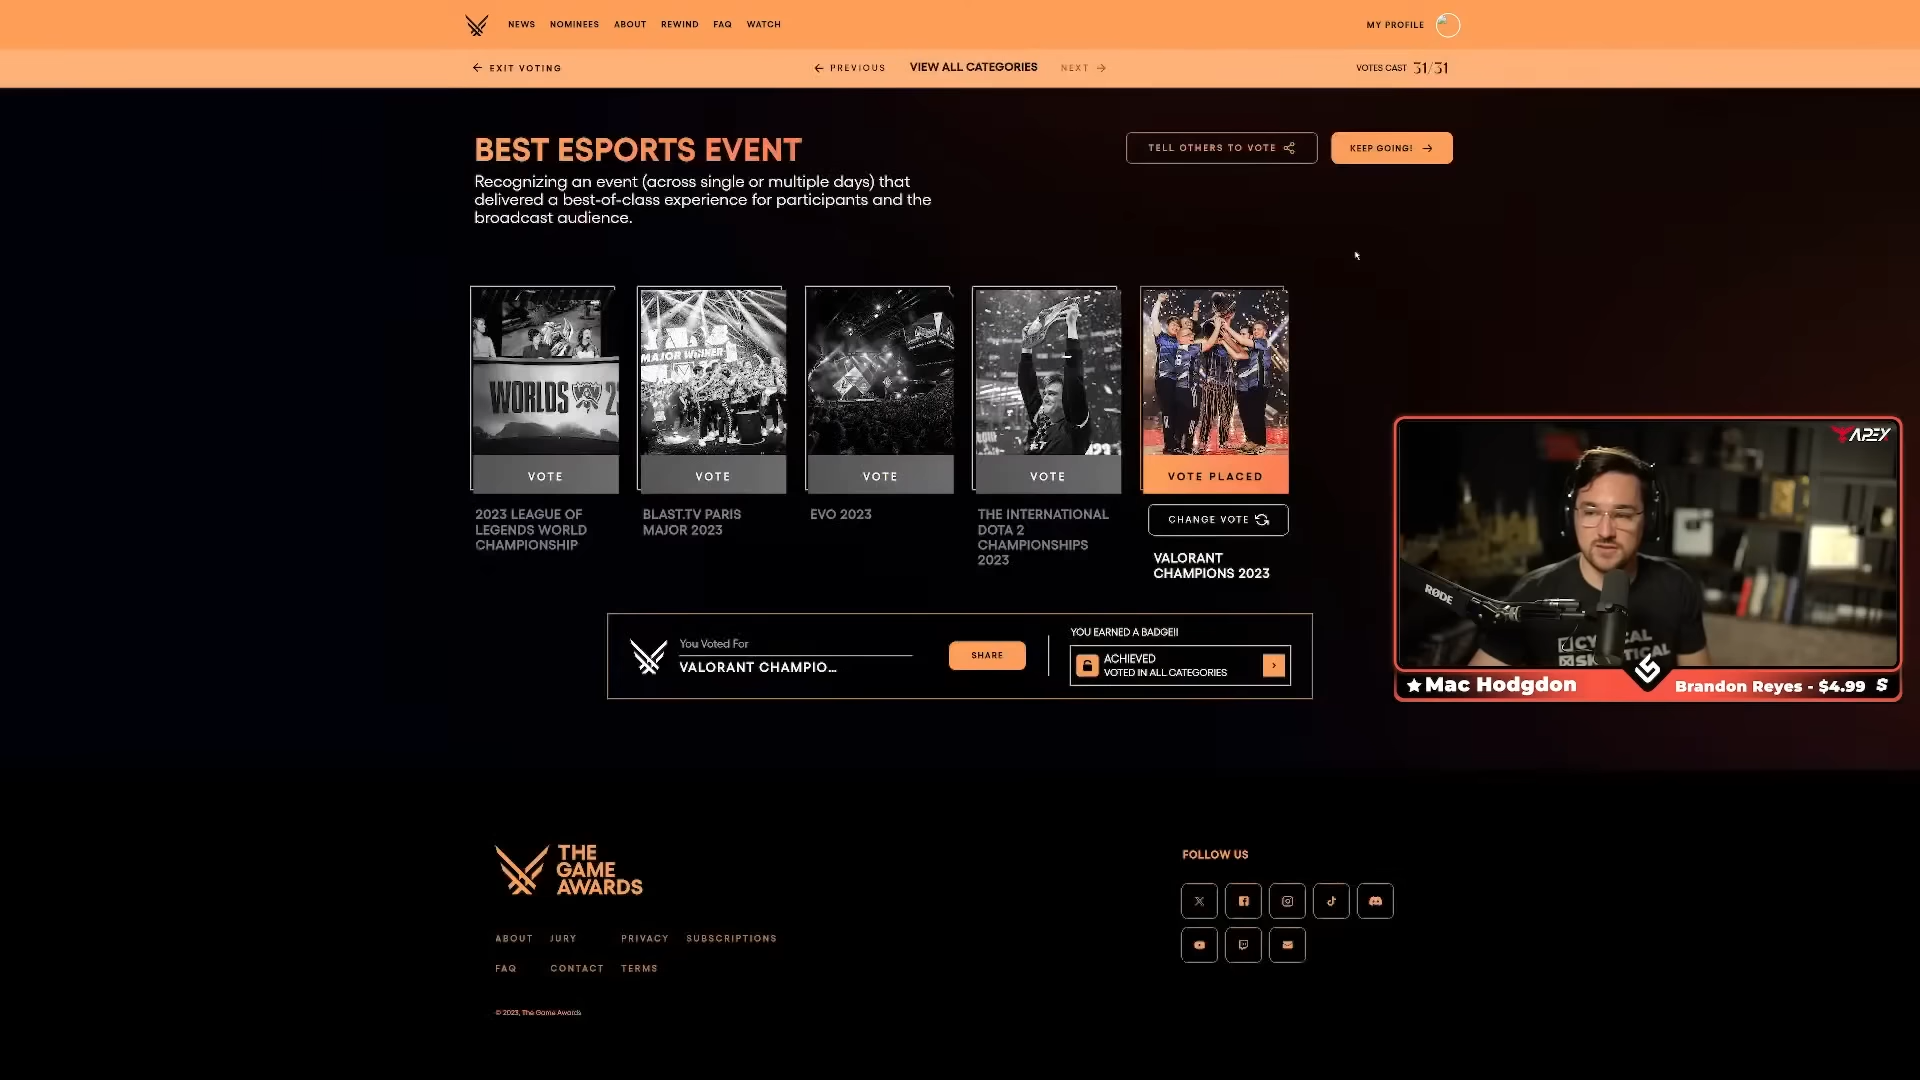 NEWS NOMINEES ABOUT REWIND FAQ WATCH
MY PROFILE
EXIT VOTING
PREVIOUS
VIEW ALL CATEGORIES
NEXT
VOTES CAST 31/31
BEST ESPORTS EVENT
Recognizing an event (across single or multiple days) that
delivered a best-of-class experience for participants and the
broadcast audience.
TELL OTHERS TO VOTE
KEEP GOING!
WORLDS
MAJOR WINNER
VOTE
VOTE
VOTE
VOTE
VOTE PLACED
2023 LEAGUE OF
LEGENDS WORLD
CHAMPIONSHIP
BLAST.TV PARIS
MAJOR 2023
EVO 2023
THE INTERNATIONAL
DOTA 2
CHAMPIONSHIPS
2023
CHANGE VOTE
VALORANT
CHAMPIONS 2023
You Voted For
VALORANT CHAMPIO...
SHARE
YOU EARNED A BADGE!!
ACHIEVED
VOTED IN ALL CATEGORIES
APEX
RØDE
Mac Hodgdon
Brandon Reyes - $4.99
THE
GAME
AWARDS
ABOUT JURY PRIVACY SUBSCRIPTIONS
FAQ CONTACT TERMS
© 2023, The Game Awards
FOLLOW US